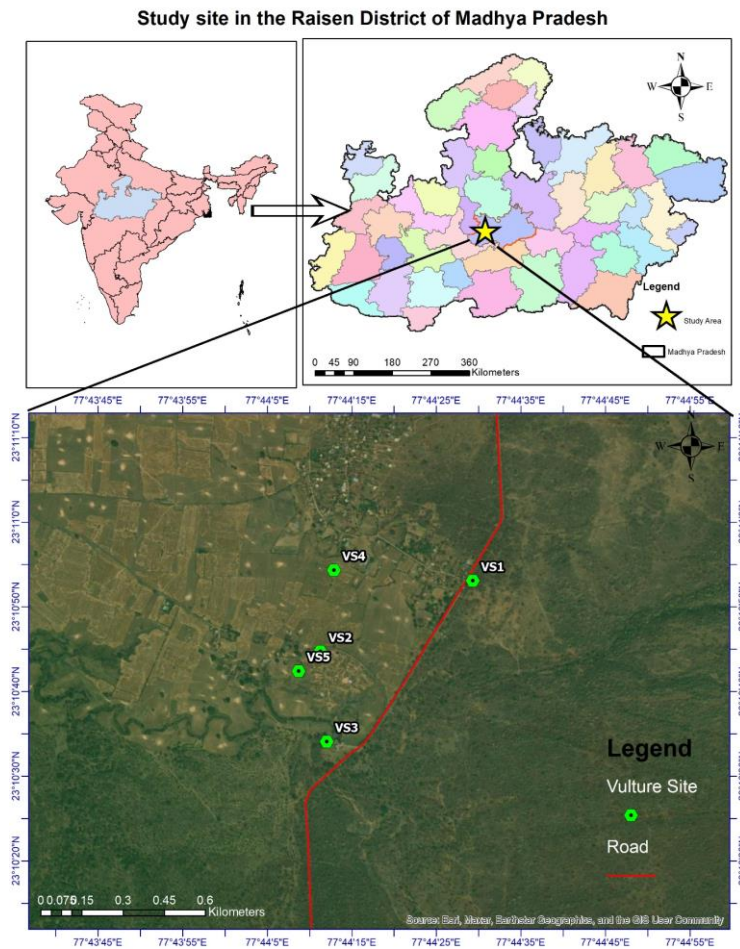 Study site in the Raisen District of Madhya Pradesh
N
W E
S
Legend
Study Area
Madhya Pradesh
0 45 90 180 270 360
Kilometers
77°43'45"E 77°43'55"E 77°44'5"E 77°44'15"E 77°44'25"E 77°44'35"E 77°44'45"E 77°44'55"E
23°11'10"N
23°11'0"N
23°10'50"N
23°10'40"N
23°10'30"N
23°10'20"N
N
W E
S
VS4
VS1
VS2
VS5
VS3
Legend
Vulture Site
Road
0 0.075 0.15 0.3 0.45 0.6
Kilometers
Source: Esri, Maxar, Earthstar Geographics, and the GIS User Community
77°43'45"E 77°43'55"E 77°44'5"E 77°44'15"E 77°44'25"E 77°44'35"E 77°44'45"E 77°44'55"E